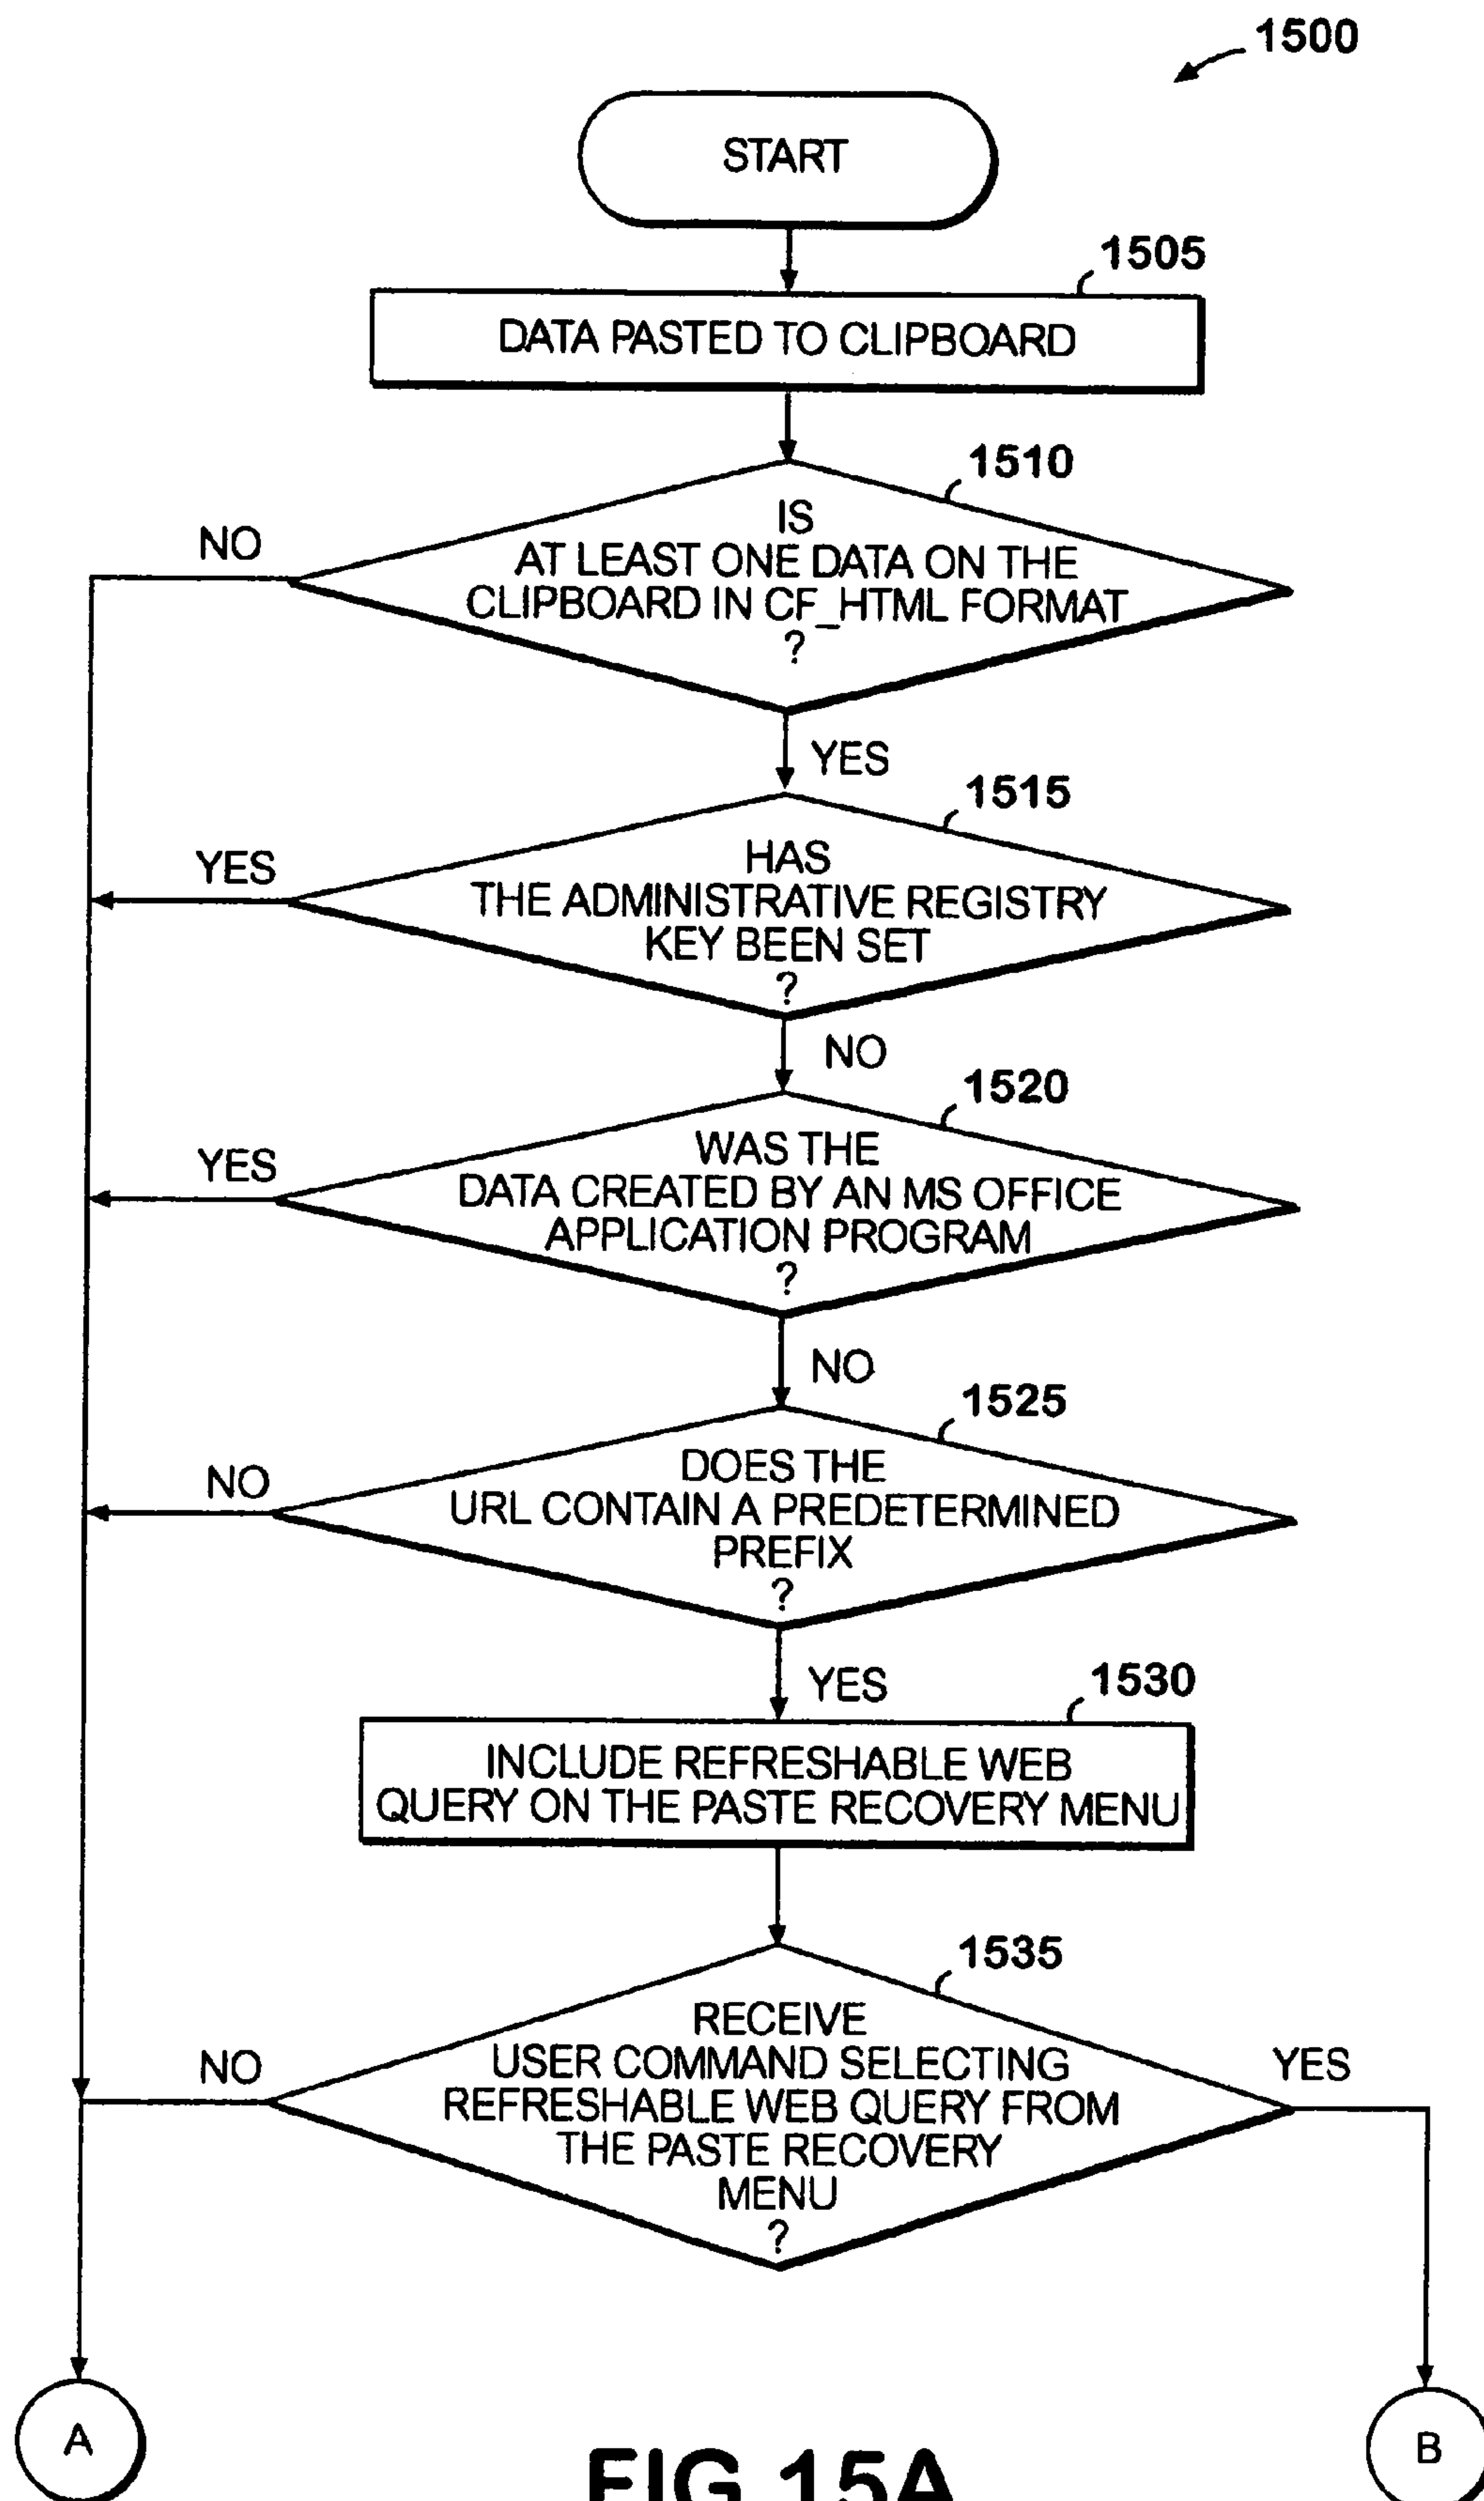 1500
START
1505
DATA PASTED TO CLIPBOARD
1510
IS
AT LEAST ONE DATA ON THE
CLIPBOARD IN CF_HTML FORMAT
?
NO
YES
1515
HAS
THE ADMINISTRATIVE REGISTRY
KEY BEEN SET
?
YES
NO
1520
WAS THE
DATA CREATED BY AN MS OFFICE
APPLICATION PROGRAM
?
YES
NO
1525
DOES THE
URL CONTAIN A PREDETERMINED
PREFIX
?
NO
YES
1530
INCLUDE REFRESHABLE WEB
QUERY ON THE PASTE RECOVERY MENU
1535
RECEIVE
USER COMMAND SELECTING
REFRESHABLE WEB QUERY FROM
THE PASTE RECOVERY
MENU
?
NO
YES
A
B
FIG 15A